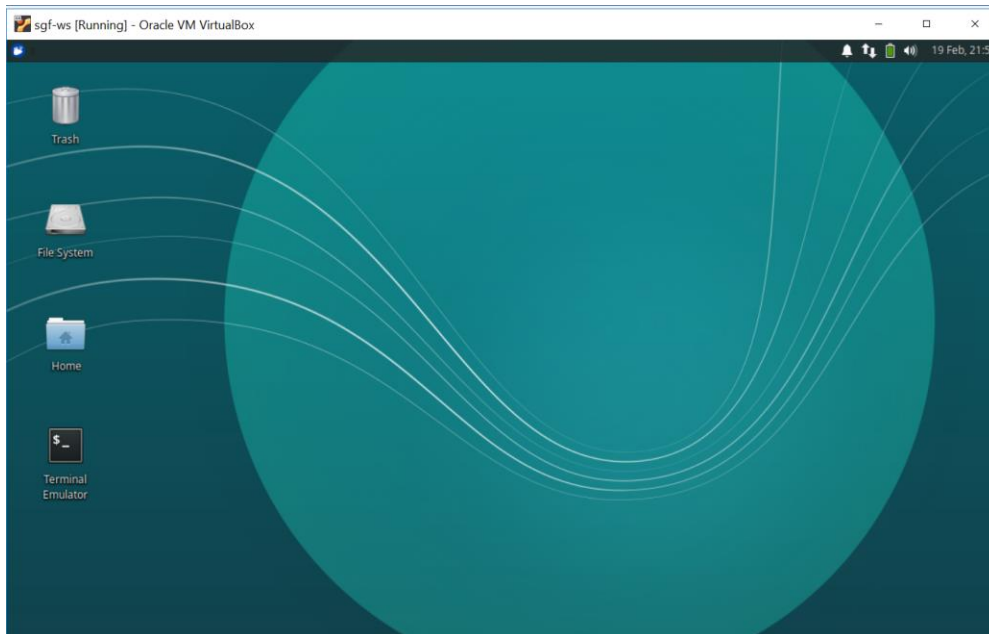 sgf-ws [Running] - Oracle VM VirtualBox
19 Feb, 21:5
Trash
File System
Home
$_
Terminal
Emulator